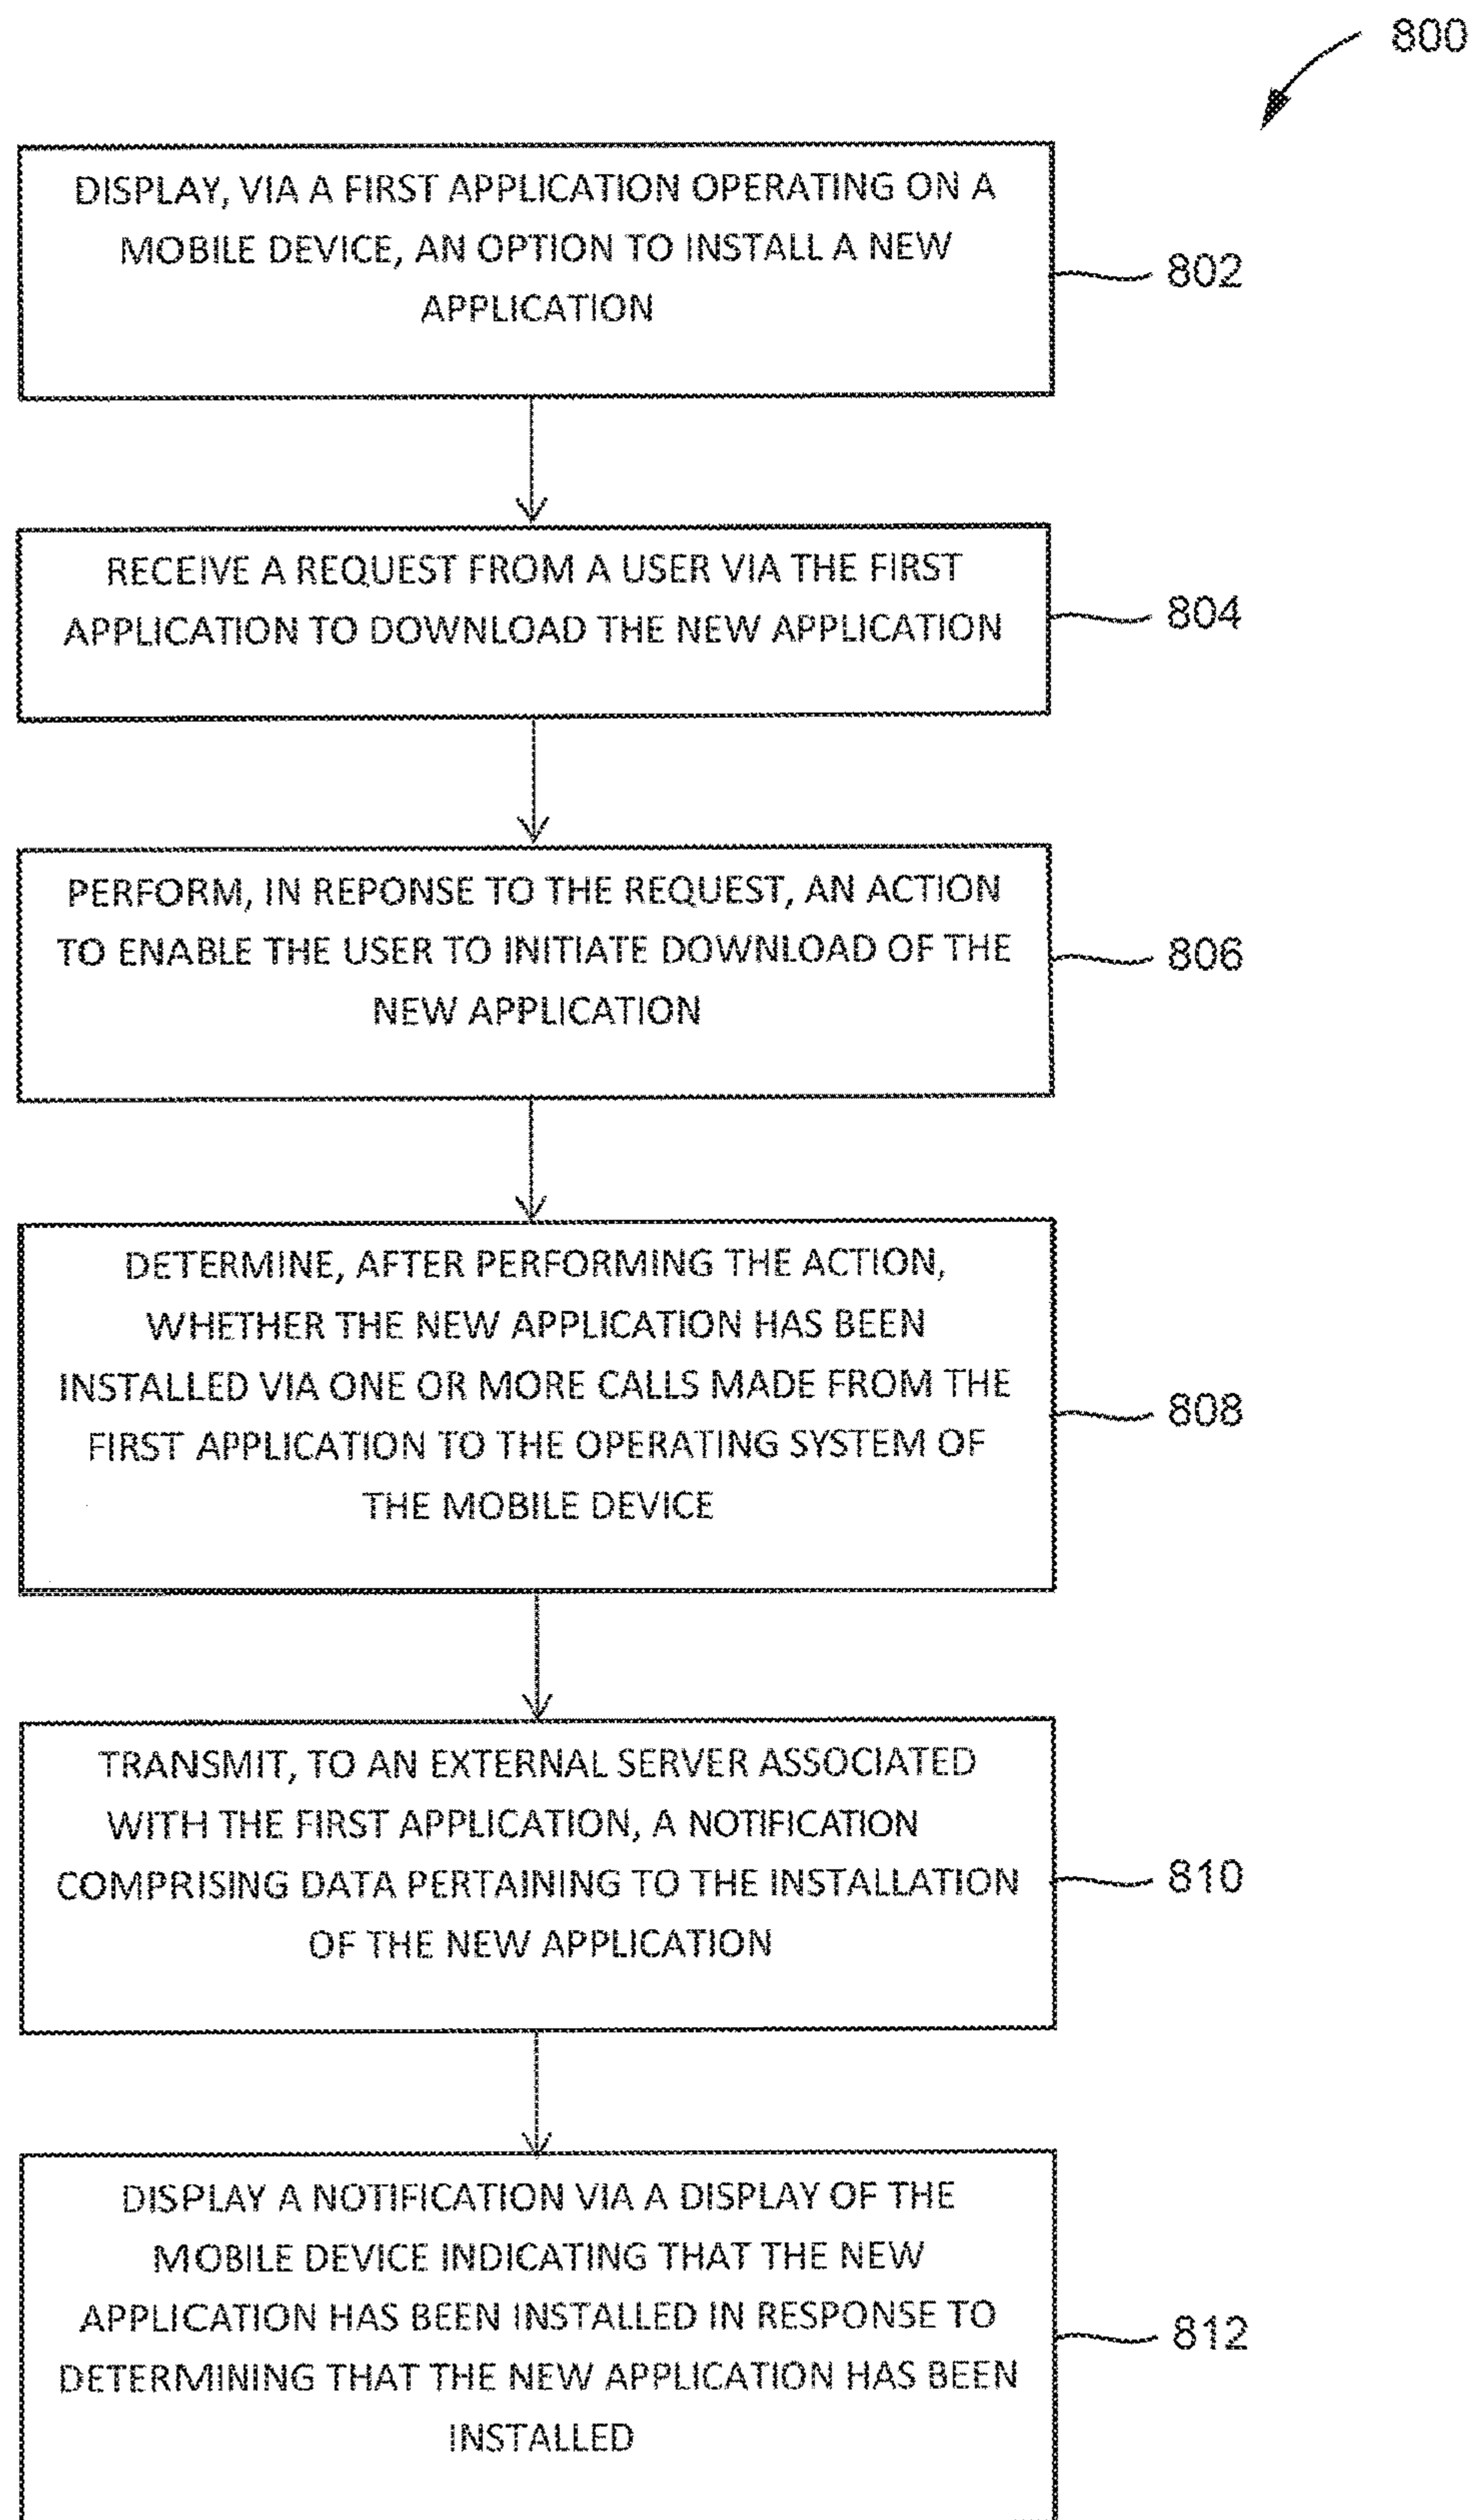 800
DISPLAY, VIA A FIRST APPLICATION OPERATING ON A
MOBILE DEVICE, AN OPTION TO INSTALL A NEW
APPLICATION
802
RECEIVE A REQUEST FROM A USER VIA THE FIRST
APPLICATION TO DOWNLOAD THE NEW APPLICATION
804
PERFORM, IN REPONSE TO THE REQUEST, AN ACTION
TO ENABLE THE USER TO INITIATE DOWNLOAD OF THE
NEW APPLICATION
806
DETERMINE, AFTER PERFORMING THE ACTION,
WHETHER THE NEW APPLICATION HAS BEEN
INSTALLED VIA ONE OR MORE CALLS MADE FROM THE
FIRST APPLICATION TO THE OPERATING SYSTEM OF
THE MOBILE DEVICE
808
TRANSMIT, TO AN EXTERNAL SERVER ASSOCIATED
WITH THE FIRST APPLICATION, A NOTIFICATION
COMPRISING DATA PERTAINING TO THE INSTALLATION
OF THE NEW APPLICATION
810
DISPLAY A NOTIFICATION VIA A DISPLAY OF THE
MOBILE DEVICE INDICATING THAT THE NEW
APPLICATION HAS BEEN INSTALLED IN RESPONSE TO
DETERMINING THAT THE NEW APPLICATION HAS BEEN
INSTALLED
812